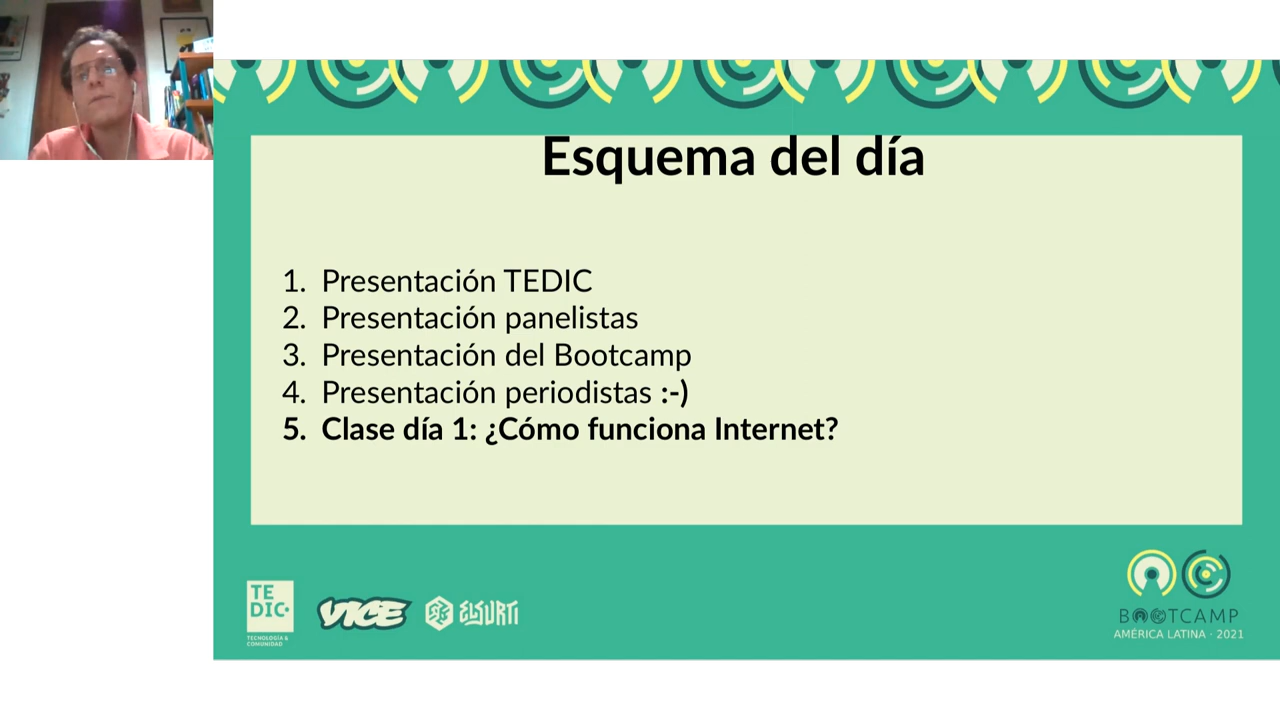 Esquema del día
1. Presentación TEDIC
2. Presentación panelistas
3. Presentación del Bootcamp
4. Presentación periodistas :-)
5. Clase día 1: ¿Cómo funciona Internet?
TE
DIC
TECNOLOGÍA &
COMUNIDAD
VICE
ELSURTI
BOOTCAMP
AMÉRICA LATINA · 2021